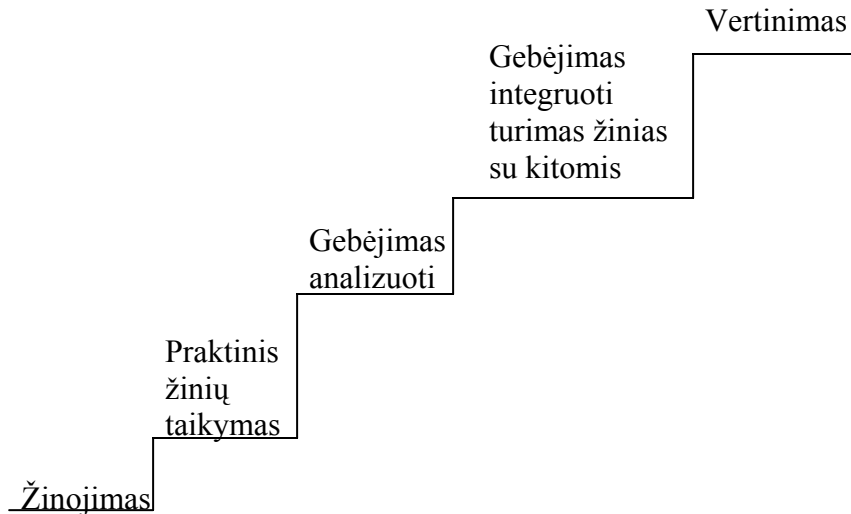 Vertinimas
Gebėjimas
integruoti
turimas žinias
su kitomis
Gebėjimas
analizuoti
Praktinis
žinių
taikymas
Žinojimas